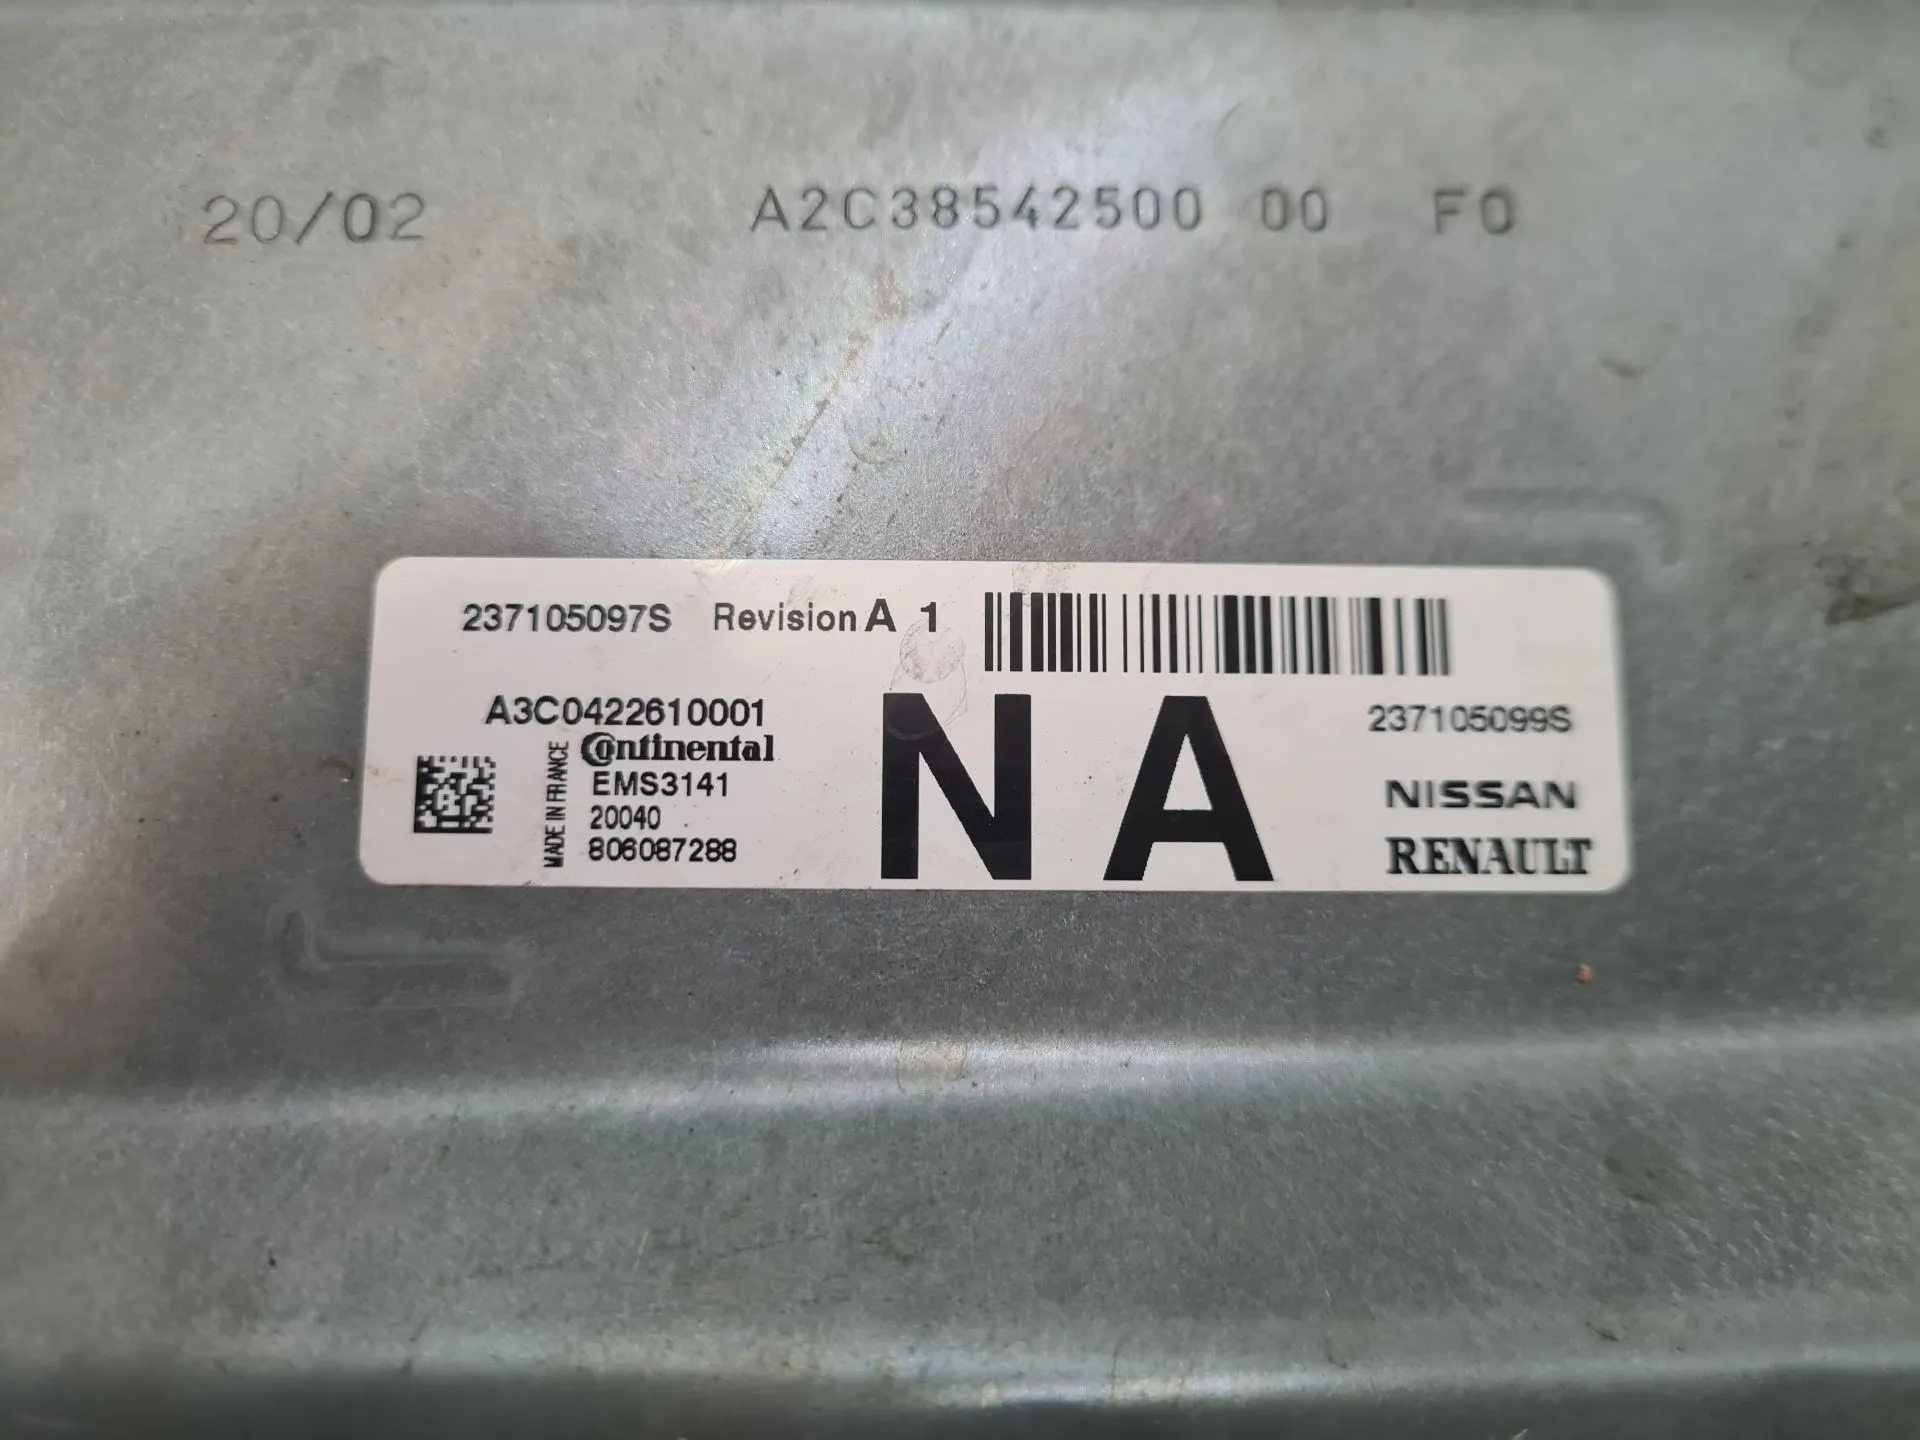 20/02 A2C38542500 00 F0
237105097S Revision A 1
A3C0422610001
Continental
MADE IN FRANCE
EMS3141
20040
806087288
NA
237105099S
NISSAN
RENAULT